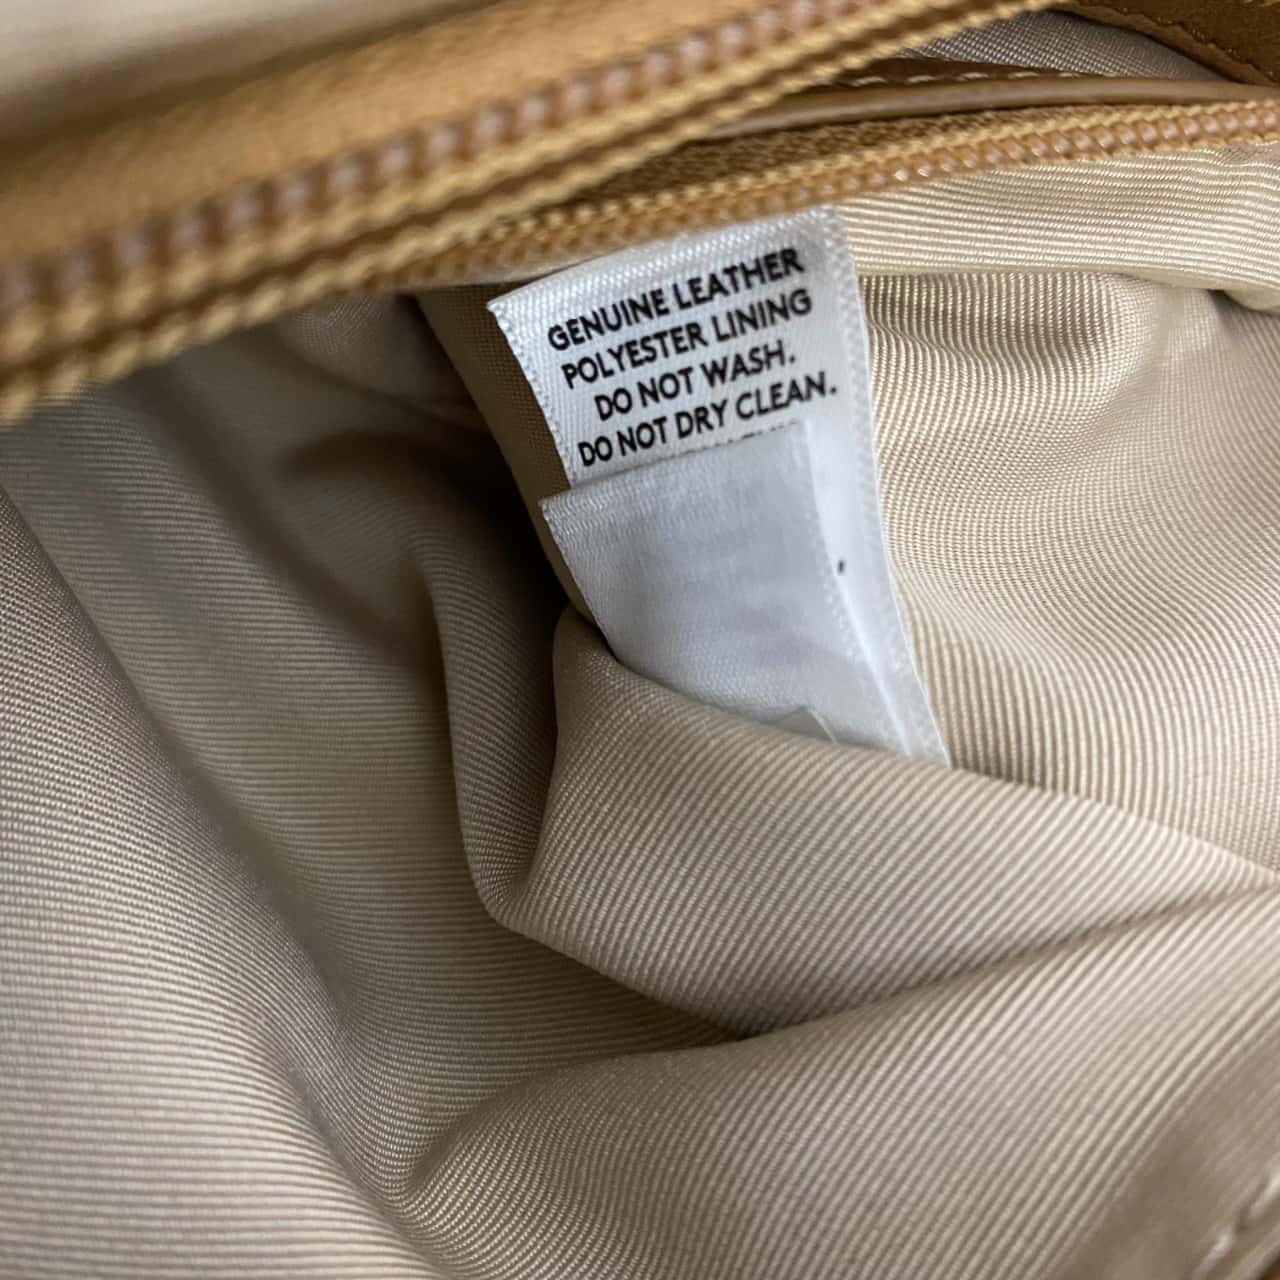 GENUINE LEATHER
POLYESTER LINING
DO NOT WASH.
DO NOT DRY CLEAN.